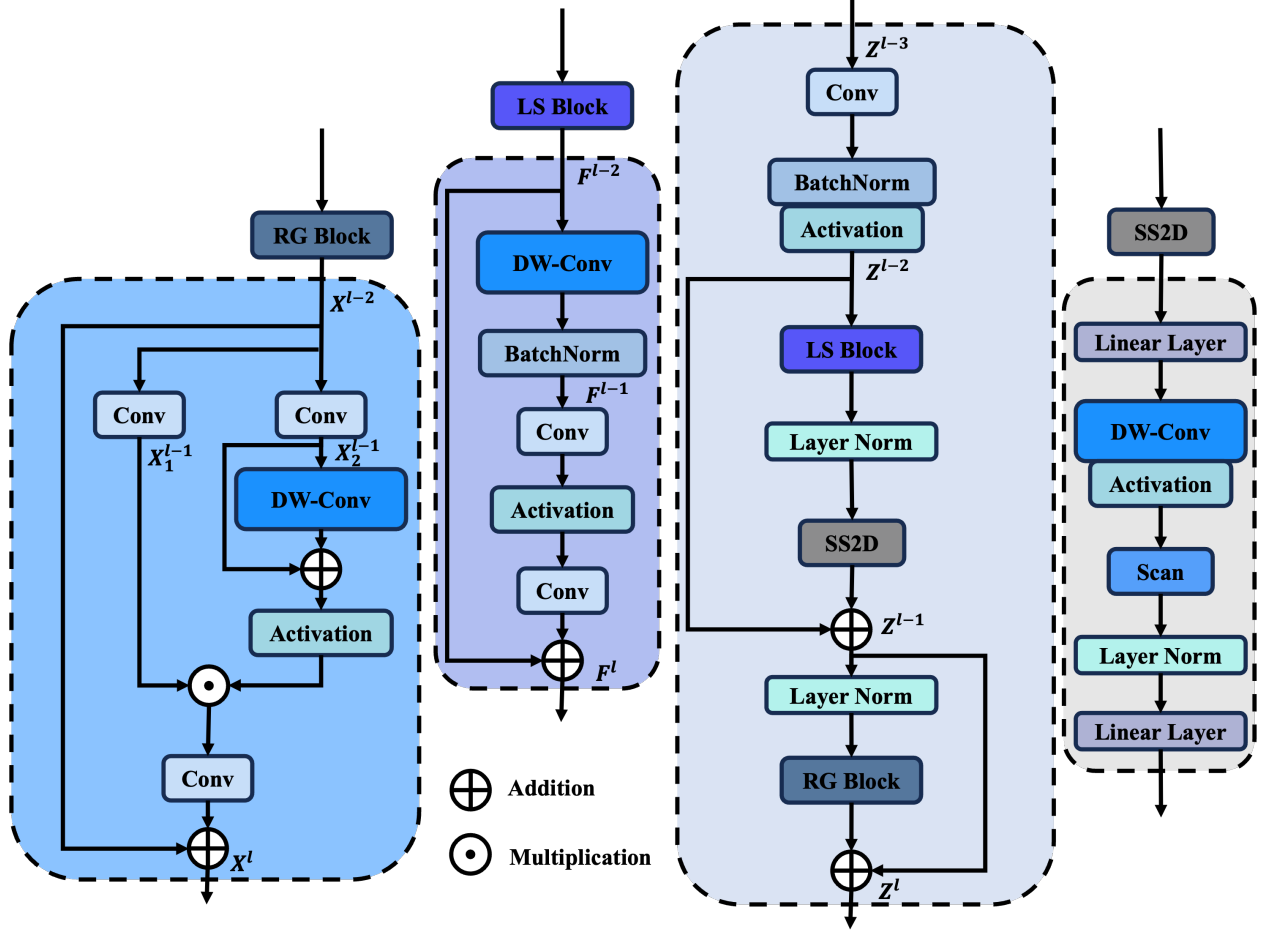 RG Block
X^{l-2}
Conv
Conv
X_1^{l-1}
X_2^{l-1}
DW-Conv
Activation
Conv
X^l
LS Block
F^{l-2}
DW-Conv
BatchNorm
F^{l-1}
Conv
Activation
Conv
F^l
Addition
Multiplication
Z^{l-3}
Conv
BatchNorm
Activation
Z^{l-2}
LS Block
Layer Norm
SS2D
Z^{l-1}
Layer Norm
RG Block
Z^l
SS2D
Linear Layer
DW-Conv
Activation
Scan
Layer Norm
Linear Layer